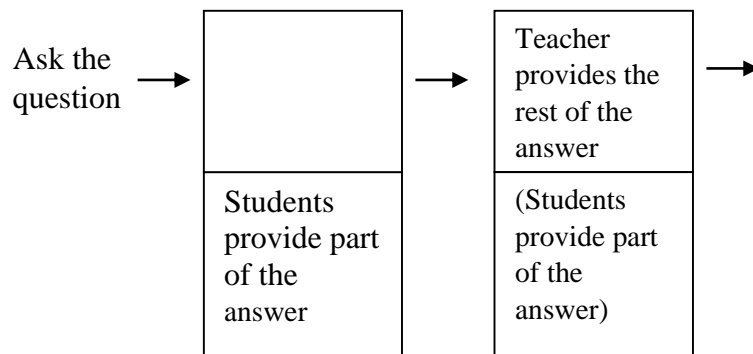 Ask the
question
Students
provide part
of the
answer
Teacher
provides the
rest of the
answer
(Students
provide part
of the
answer)